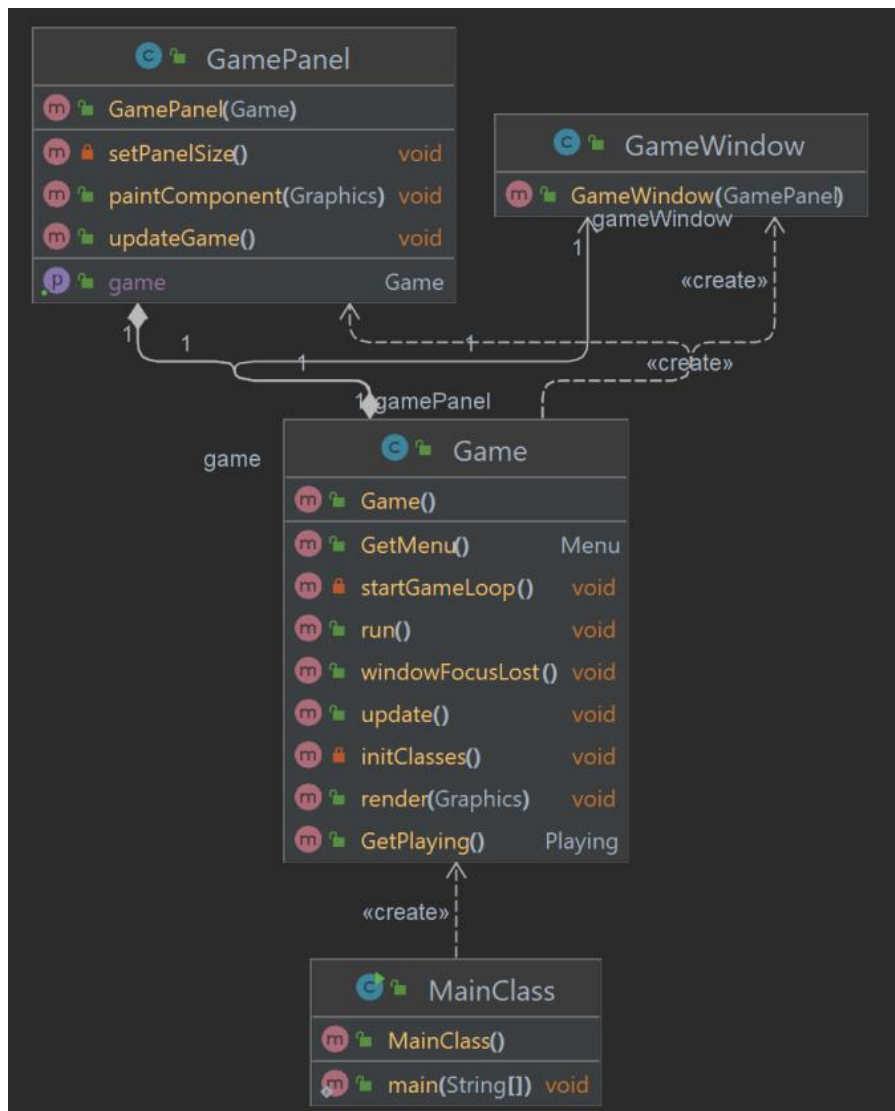 GamePanel
GamePanel(Game)
setPanelSize() void
paintComponent(Graphics) void
updateGame() void
game Game
GameWindow
GameWindow(GamePanel)
gameWindow
1
«create»
1
1
1
1
«create»
1 gamePanel
game
Game
Game()
GetMenu() Menu
startGameLoop() void
run() void
windowFocusLost() void
update() void
initClasses() void
render(Graphics) void
GetPlaying() Playing
«create»
MainClass
MainClass()
main(String[]) void